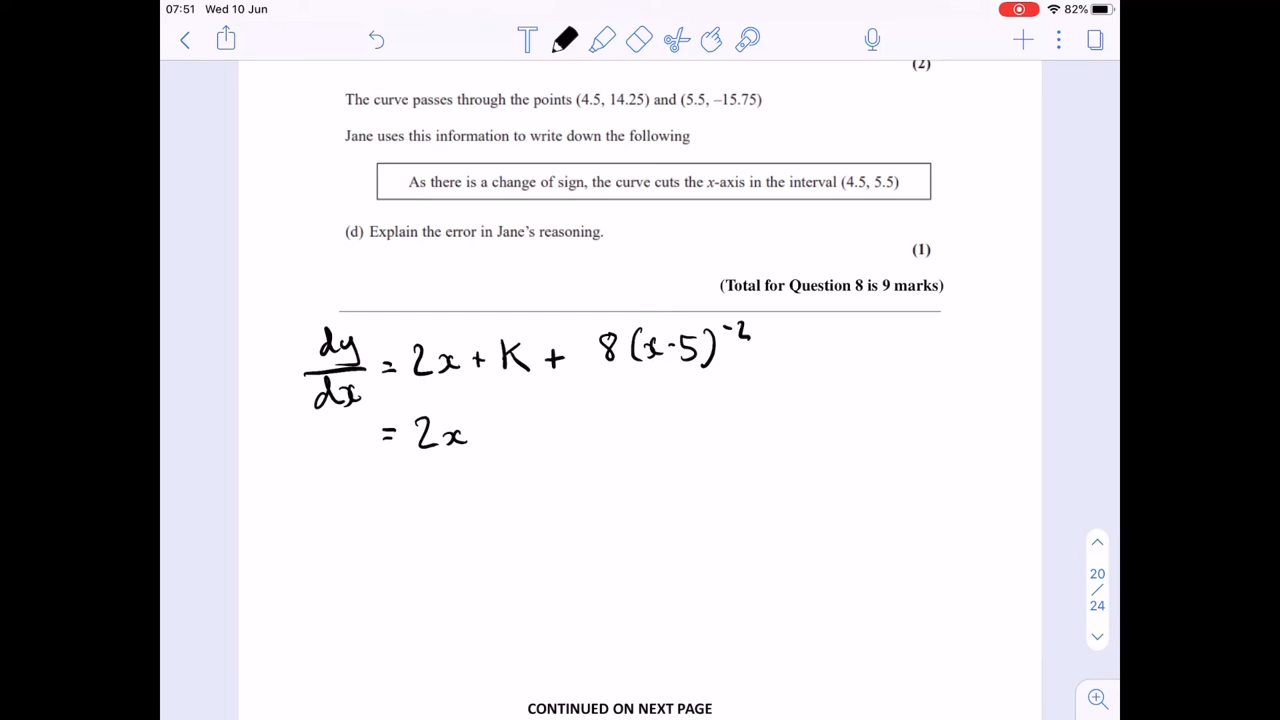 07:51 Wed 10 Jun 82%
T
(2)
The curve passes through the points (4.5, 14.25) and (5.5, –15.75)
Jane uses this information to write down the following
As there is a change of sign, the curve cuts the x-axis in the interval (4.5, 5.5)
(d) Explain the error in Jane's reasoning.
(1)
(Total for Question 8 is 9 marks)
dy/dx = 2x + K + 8(x-5)^-2
= 2x
20
/
24
CONTINUED ON NEXT PAGE